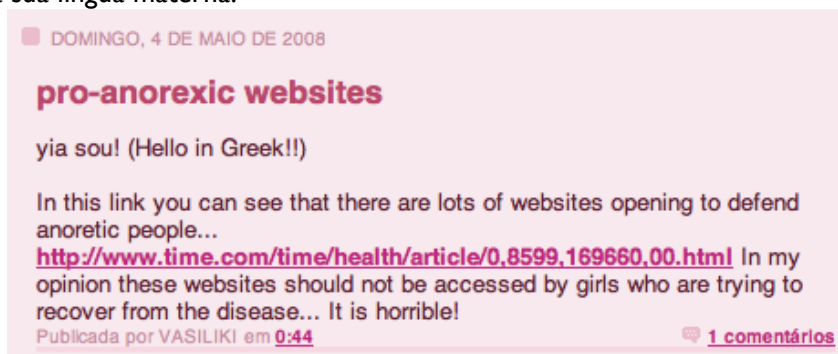 sua língua materna.
DOMINGO, 4 DE MAIO DE 2008
pro-anorexic websites
yia sou! (Hello in Greek!!)
In this link you can see that there are lots of websites opening to defend
anoretic people...
http://www.time.com/time/health/article/0,8599,169660,00.html In my
opinion these websites should not be accessed by girls who are trying to
recover from the disease... It is horrible!
Publicada por VASILIKI em 0:44 1 comentários